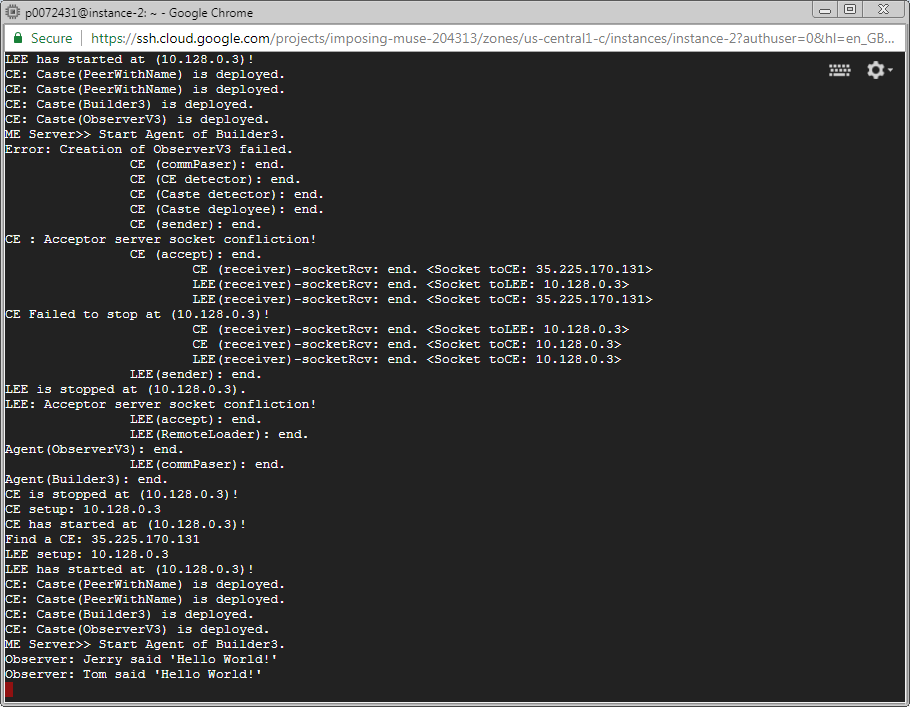 p0072431@instance-2: ~ - Google Chrome
Secure https://ssh.cloud.google.com/projects/imposing-muse-204313/zones/us-central1-c/instances/instance-2?authuser=0&hl=en_GB...
LEE has started at (10.128.0.3)!
CE: Caste(PeerWithName) is deployed.
CE: Caste(PeerWithName) is deployed.
CE: Caste(Builder3) is deployed.
CE: Caste(ObserverV3) is deployed.
ME Server>> Start Agent of Builder3.
Error: Creation of ObserverV3 failed.
CE (commPaser): end.
CE (CE detector): end.
CE (Caste detector): end.
CE (Caste deployee): end.
CE (sender): end.
CE : Acceptor server socket confliction!
CE (accept): end.
CE (receiver)-socketRcv: end. <Socket toCE: 35.225.170.131>
LEE(receiver)-socketRcv: end. <Socket toLEE: 10.128.0.3>
LEE(receiver)-socketRcv: end. <Socket toCE: 35.225.170.131>
CE Failed to stop at (10.128.0.3)!
CE (receiver)-socketRcv: end. <Socket toLEE: 10.128.0.3>
CE (receiver)-socketRcv: end. <Socket toCE: 10.128.0.3>
LEE(receiver)-socketRcv: end. <Socket toCE: 10.128.0.3>
LEE(sender): end.
LEE is stopped at (10.128.0.3).
LEE: Acceptor server socket confliction!
LEE(accept): end.
LEE(RemoteLoader): end.
Agent(ObserverV3): end.
LEE(commPaser): end.
Agent(Builder3): end.
CE is stopped at (10.128.0.3)!
CE setup: 10.128.0.3
CE has started at (10.128.0.3)!
Find a CE: 35.225.170.131
LEE setup: 10.128.0.3
LEE has started at (10.128.0.3)!
CE: Caste(PeerWithName) is deployed.
CE: Caste(PeerWithName) is deployed.
CE: Caste(Builder3) is deployed.
CE: Caste(ObserverV3) is deployed.
ME Server>> Start Agent of Builder3.
Observer: Jerry said 'Hello World!'
Observer: Tom said 'Hello World!'